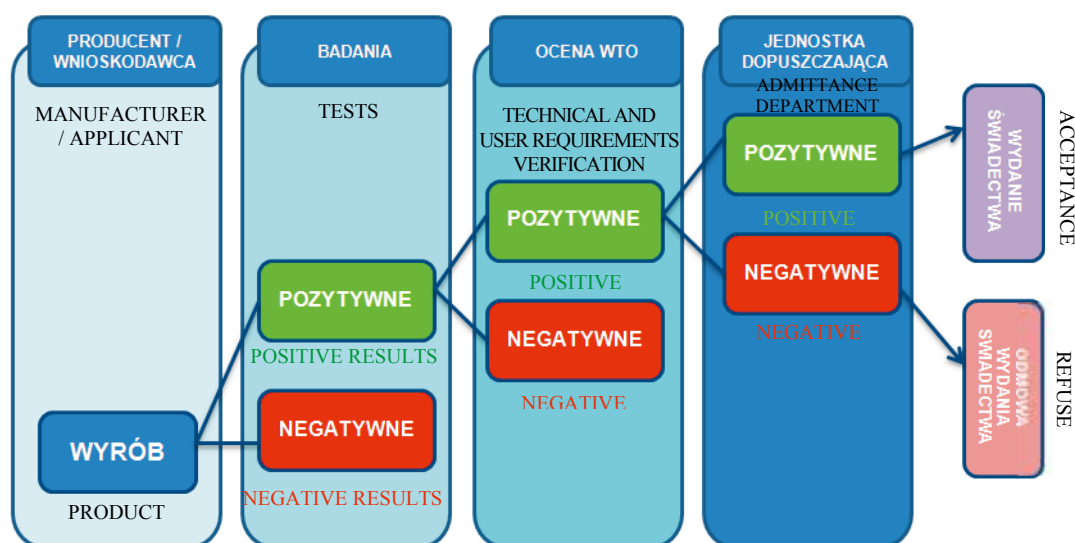 PRODUCENT /
WNIOSKODAWCA
MANUFACTURER
/ APPLICANT
WYRÓB
PRODUCT
BADANIA
TESTS
POZYTYWNE
POSITIVE RESULTS
NEGATYWNE
NEGATIVE RESULTS
OCENA WTO
TECHNICAL AND
USER REQUIREMENTS
VERIFICATION
POZYTYWNE
POSITIVE
NEGATYWNE
NEGATIVE
JEDNOSTKA
DOPUSZCZAJĄCA
ADMITTANCE
DEPARTMENT
POZYTYWNE
POSITIVE
NEGATYWNE
NEGATIVE
WYDANIE
ŚWIADECTWA
ACCEPTANCE
ODMOWA
WYDANIA
ŚWIADECTWA
REFUSE